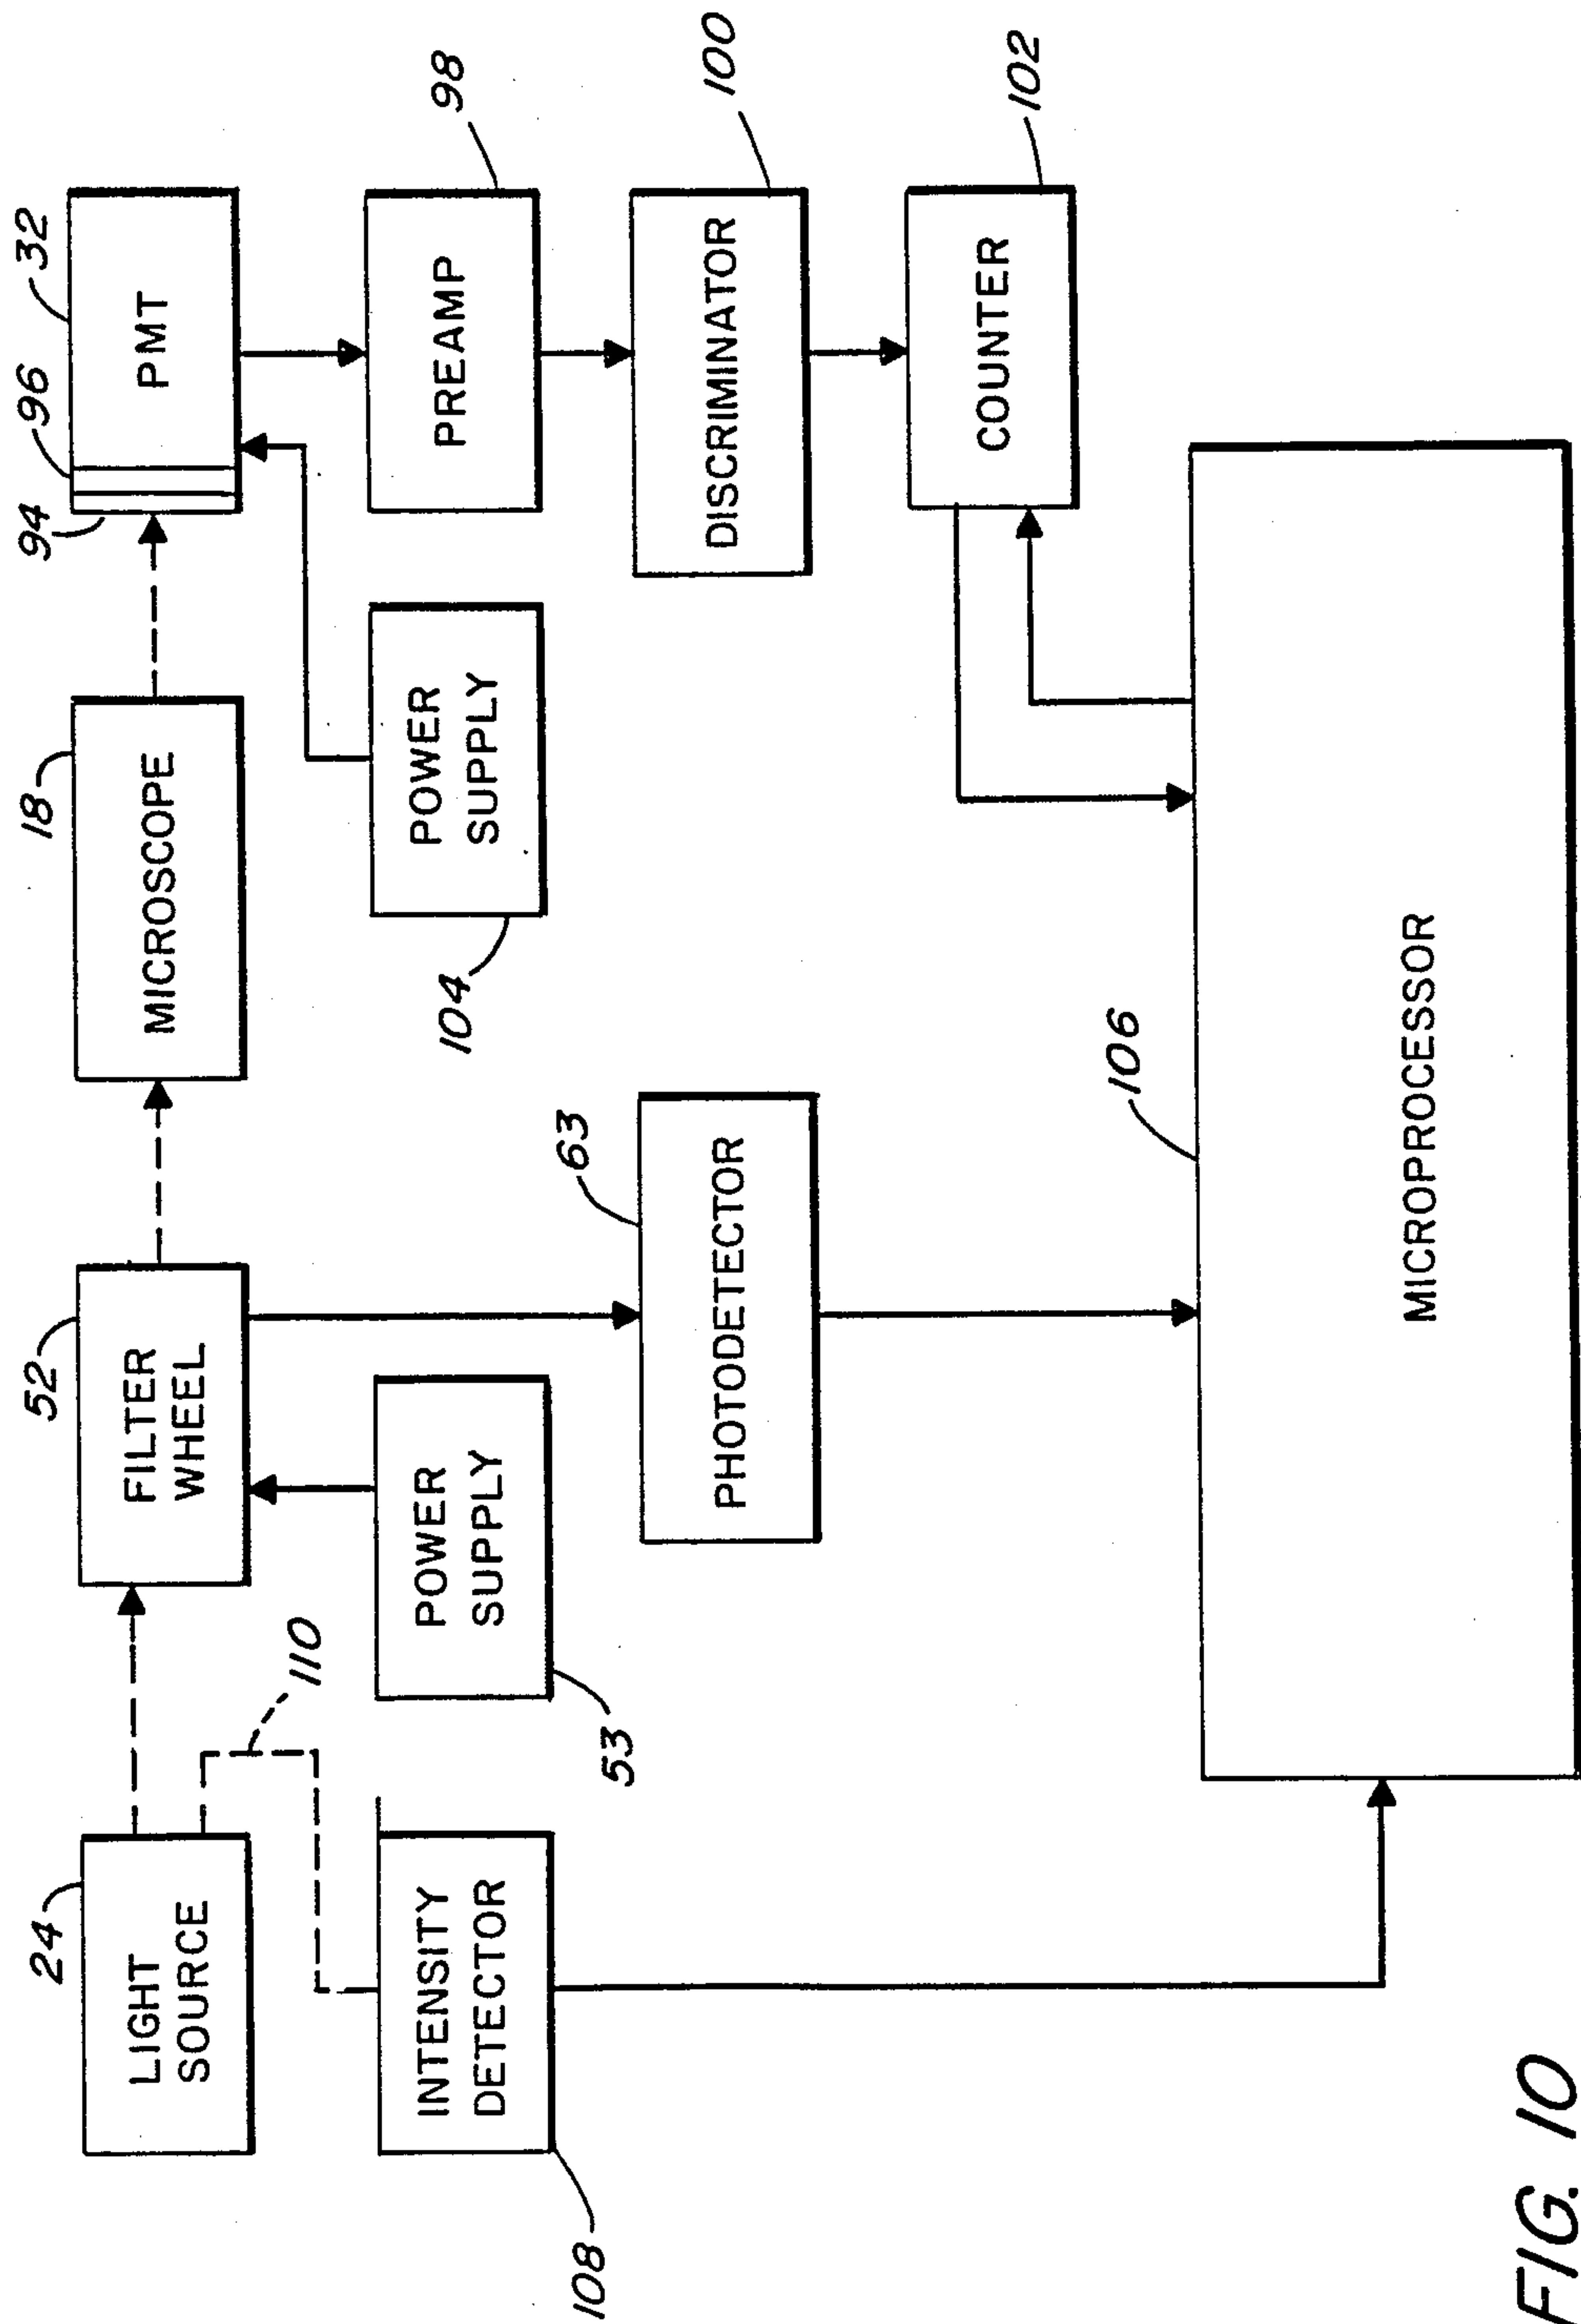 24
LIGHT
SOURCE
52
FILTER
WHEEL
18
MICROSCOPE
94
96
32
PMT
110
108
INTENSITY
DETECTOR
53
POWER
SUPPLY
104
POWER
SUPPLY
PREAMP
98
63
PHOTODETECTOR
DISCRIMINATOR
100
COUNTER
102
106
MICROPROCESSOR
FIG. 10